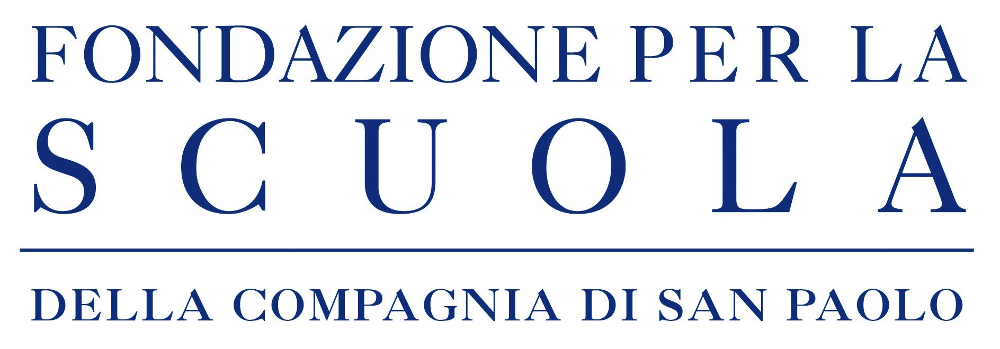 FONDAZIONE PER LA
SCUOLA
DELLA COMPAGNIA DI SAN PAOLO